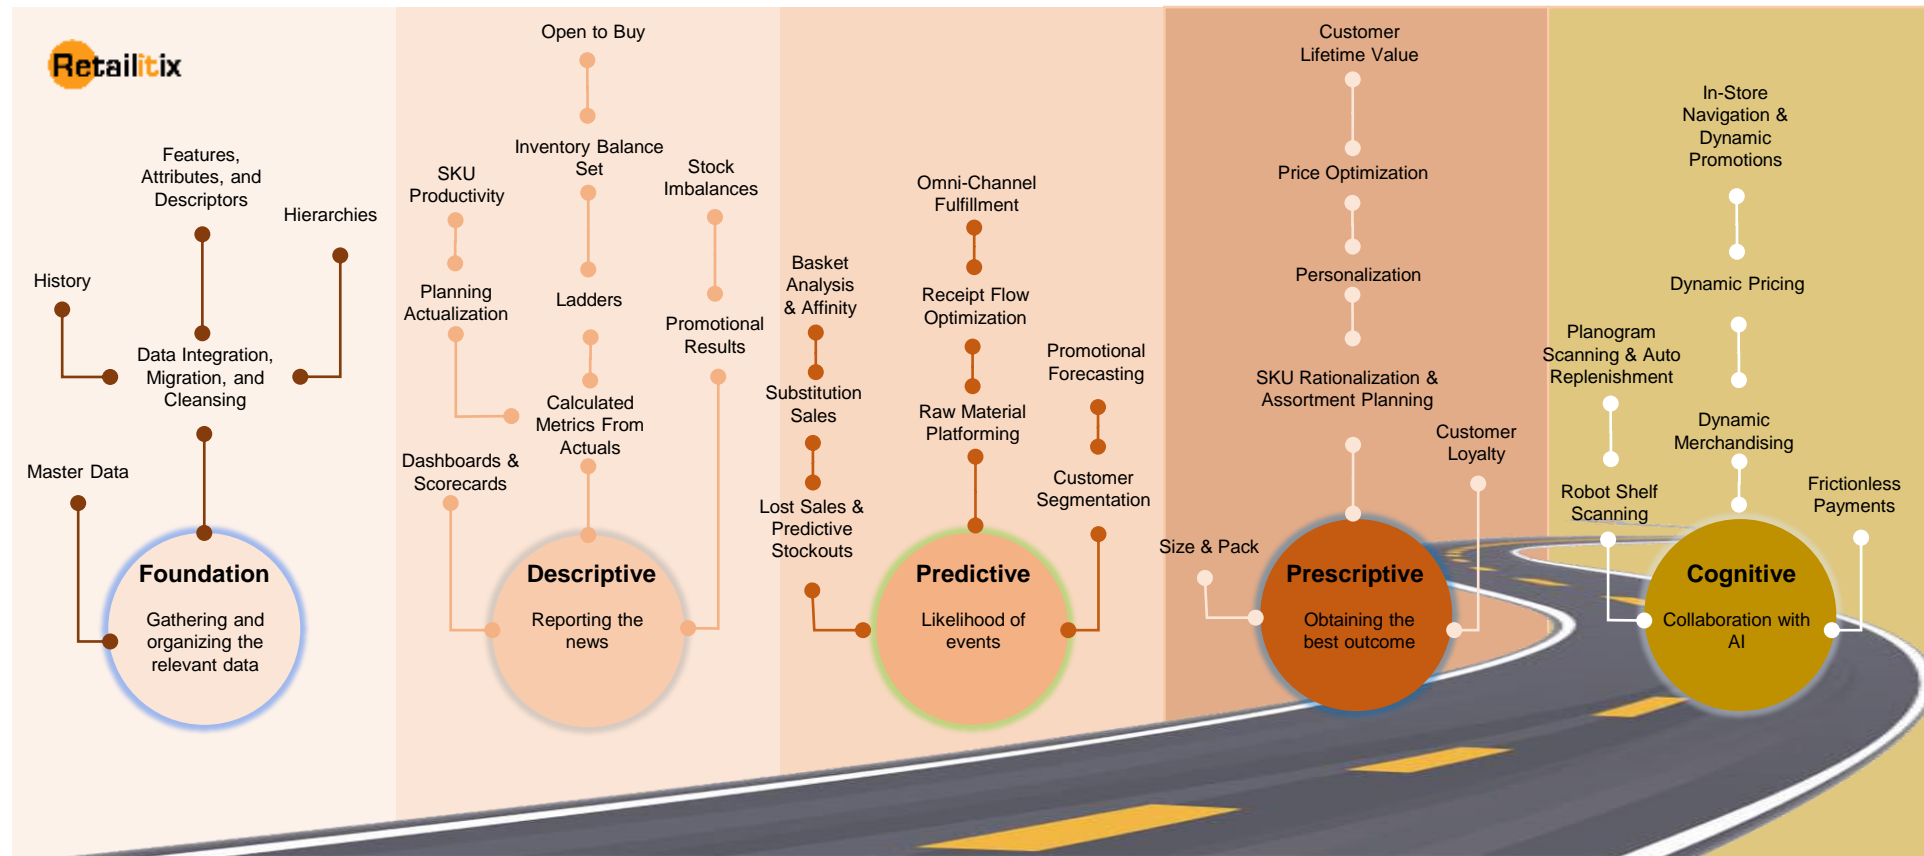 Retailitix
Features,
Attributes, and
Descriptors
Hierarchies
History
Data Integration,
Migration, and
Cleansing
Master Data
Foundation
Gathering and
organizing the
relevant data
Open to Buy
Inventory Balance
Set
SKU
Productivity
Stock
Imbalances
Planning
Actualization
Ladders
Promotional
Results
Calculated
Metrics From
Actuals
Dashboards &
Scorecards
Descriptive
Reporting the
news
Omni-Channel
Fulfillment
Basket
Analysis
& Affinity
Receipt Flow
Optimization
Promotional
Forecasting
Substitution
Sales
Raw Material
Platforming
Customer
Segmentation
Lost Sales &
Predictive
Stockouts
Predictive
Likelihood of
events
Customer
Lifetime Value
Price Optimization
Personalization
SKU Rationalization &
Assortment Planning
Customer
Loyalty
Size & Pack
Prescriptive
Obtaining the
best outcome
In-Store
Navigation &
Dynamic
Promotions
Dynamic Pricing
Planogram
Scanning & Auto
Replenishment
Dynamic
Merchandising
Robot Shelf
Scanning
Frictionless
Payments
Cognitive
Collaboration with
AI